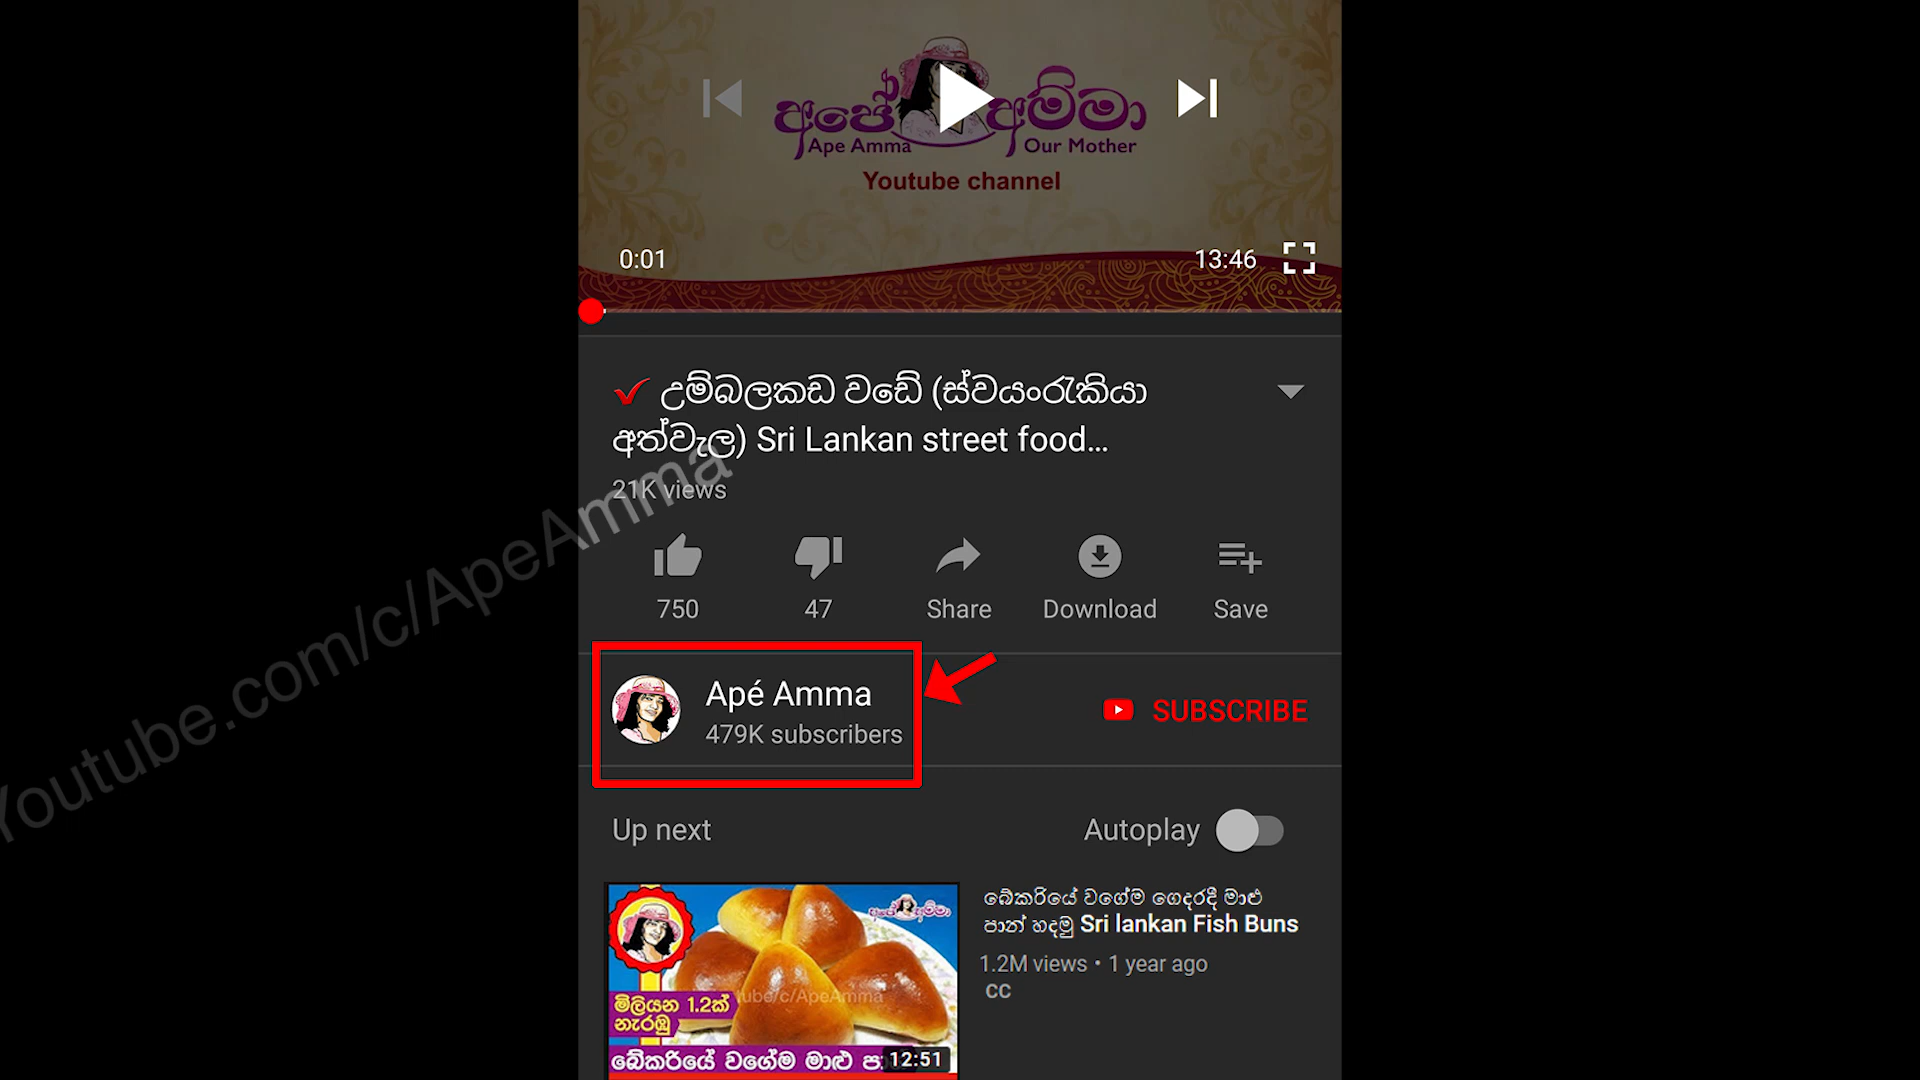 අපේ අම්මා
Ape Amma Our Mother
Youtube channel
0:01 13:46
උම්බලකඩ වඩේ (ස්වයංරැකියා
අත්වැල) Sri Lankan street food...
21K views
750 47 Share Download Save
Youtube.com/c/ApeAmma
Apé Amma
479K subscribers
SUBSCRIBE
Up next Autoplay
අපේ අම්මා
මිලියන 1.2ක්
නැරඹූ
බේකරියේ වගේම මාළු ප
12:51
බේකරියේ වගේම ගෙදරදී මාළු
පාන් හදමු Sri lankan Fish Buns
1.2M views • 1 year ago
CC